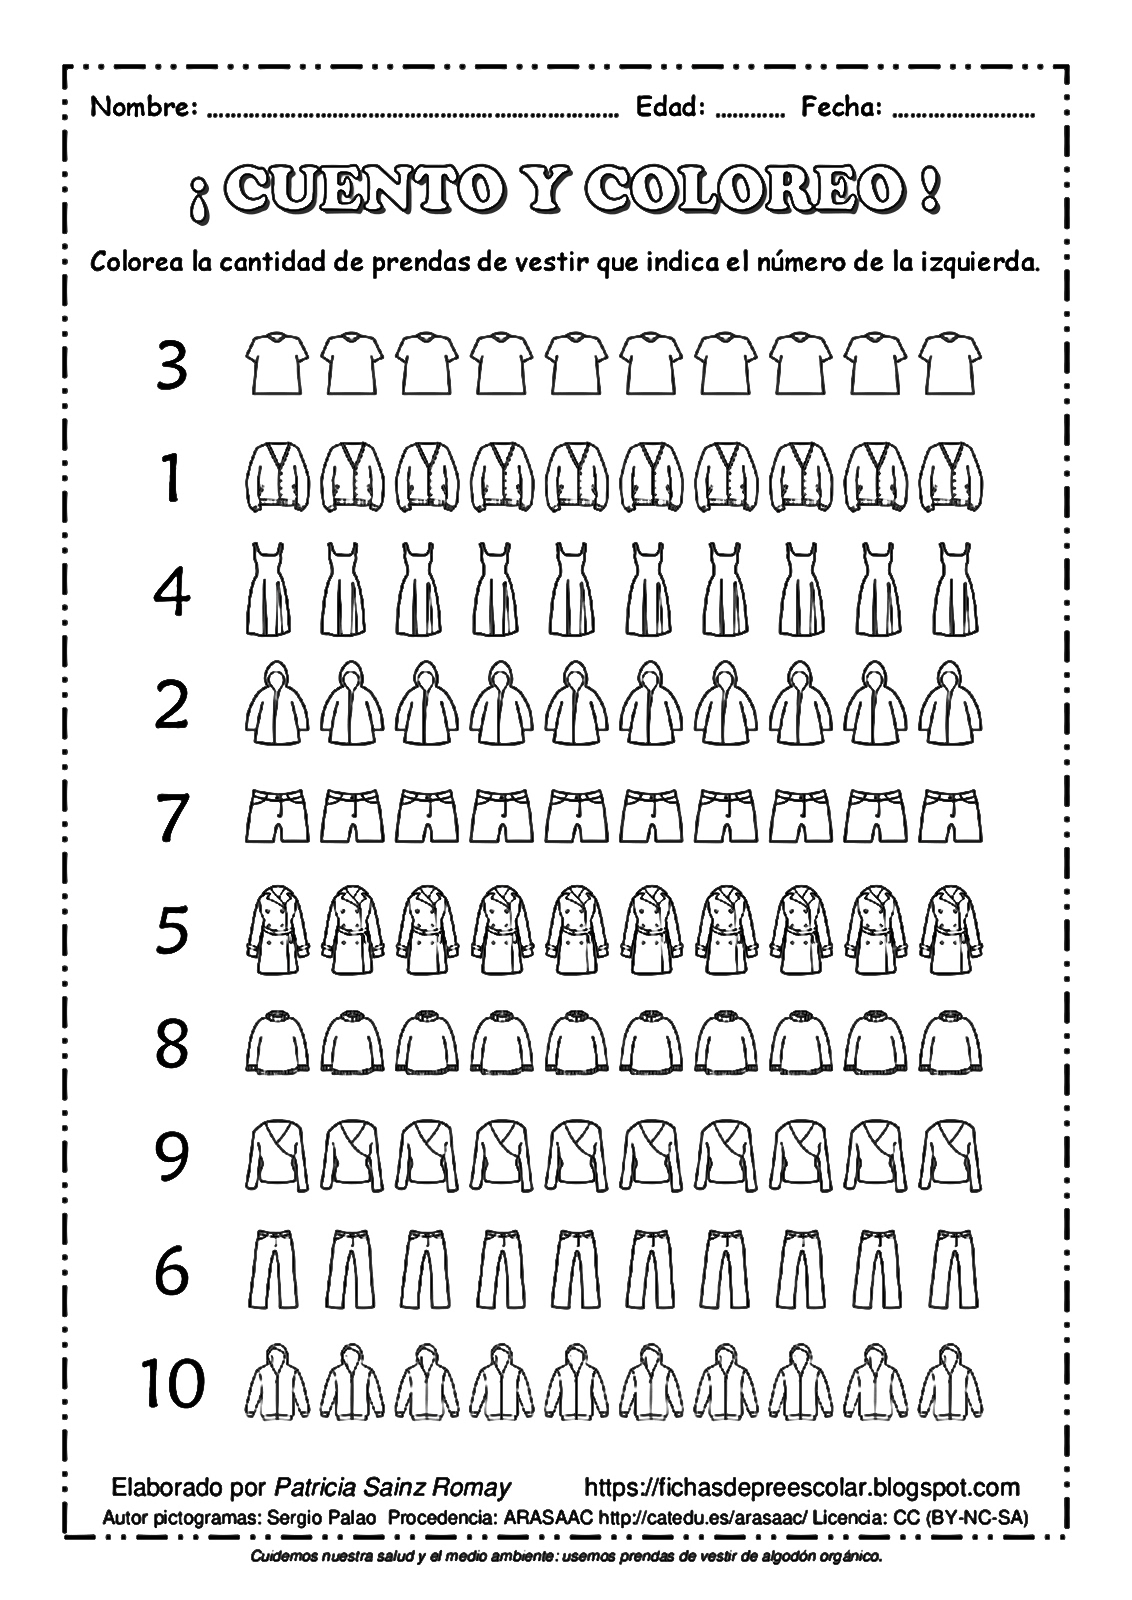 Nombre: ...................................................................... Edad: ............ Fecha: ........................
¡ CUENTO Y COLOREO !
Colorea la cantidad de prendas de vestir que indica el número de la izquierda.
3
1
4
2
7
5
8
9
6
10
Elaborado por Patricia Sainz Romay https://fichasdepreescolar.blogspot.com
Autor pictogramas: Sergio Palao Procedencia: ARASAAC http://catedu.es/arasaac/ Licencia: CC (BY-NC-SA)
Cuidemos nuestra salud y el medio ambiente: usemos prendas de vestir de algodón orgánico.